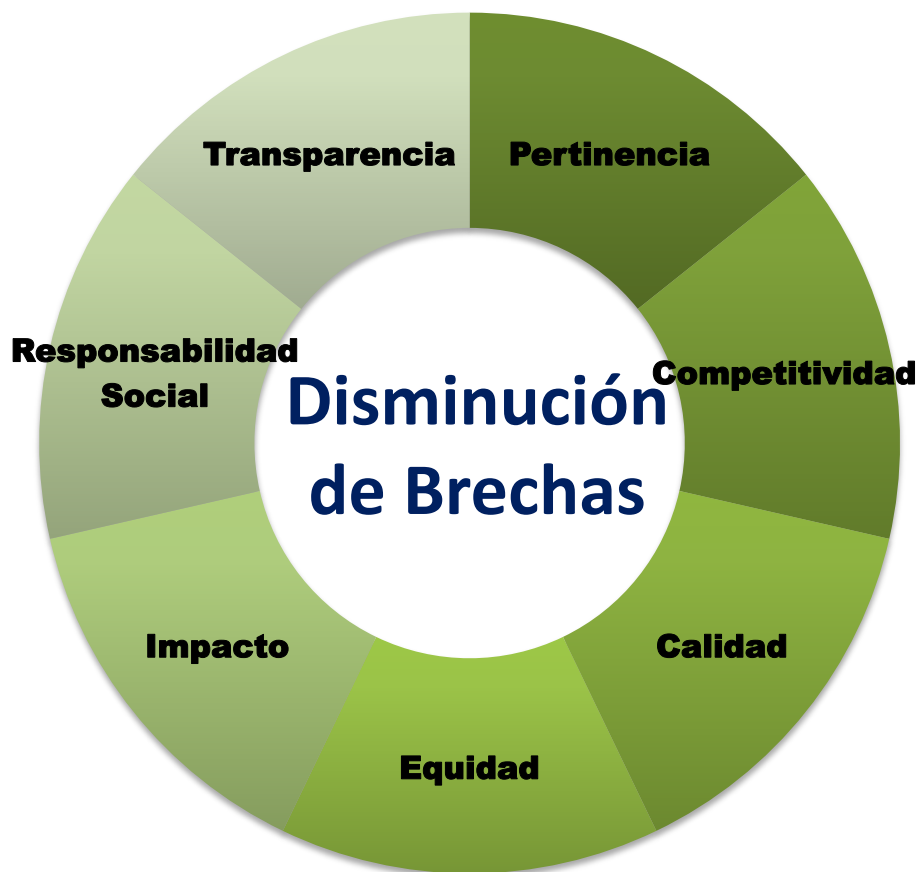 Transparencia
Pertinencia
Responsabilidad
Social
Competitividad
Disminución
de Brechas
Impacto
Calidad
Equidad